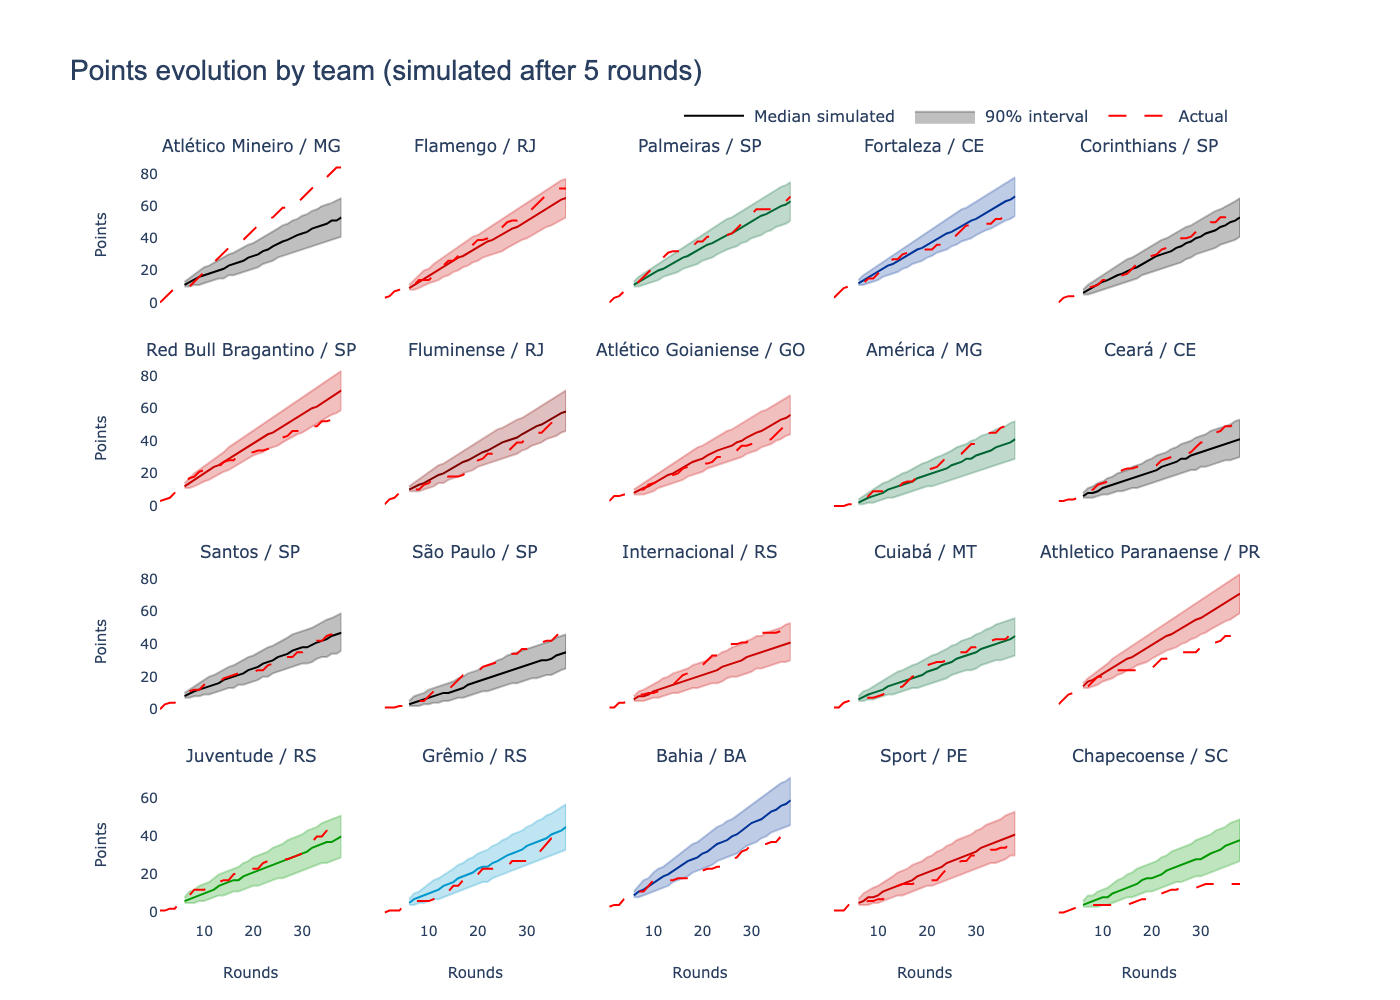 Points evolution by team (simulated after 5 rounds)
Median simulated 90% interval Actual
Atlético Mineiro / MG Flamengo / RJ Palmeiras / SP Fortaleza / CE Corinthians / SP
80
60
40
20
0
Points
Red Bull Bragantino / SP Fluminense / RJ Atlético Goianiense / GO América / MG Ceará / CE
80
60
40
20
0
Points
Santos / SP São Paulo / SP Internacional / RS Cuiabá / MT Athletico Paranaense / PR
80
60
40
20
0
Points
Juventude / RS Grêmio / RS Bahia / BA Sport / PE Chapecoense / SC
60
40
20
0
Points
10 20 30 10 20 30 10 20 30 10 20 30 10 20 30
Rounds Rounds Rounds Rounds Rounds